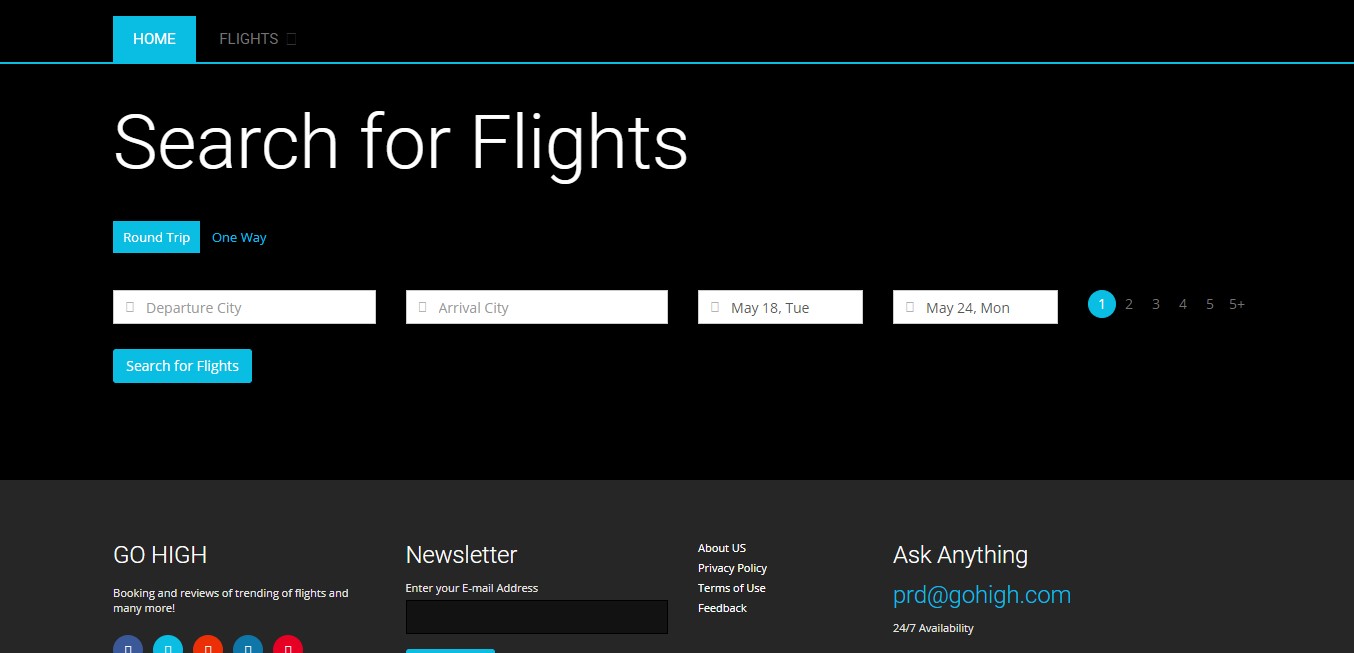 HOME FLIGHTS
Search for Flights
Round Trip One Way
Departure City Arrival City May 18, Tue May 24, Mon 1 2 3 4 5 5+
Search for Flights
GO HIGH
Booking and reviews of trending of flights and
many more!
Newsletter
Enter your E-mail Address
About US
Privacy Policy
Terms of Use
Feedback
Ask Anything
prd@gohigh.com
24/7 Availability